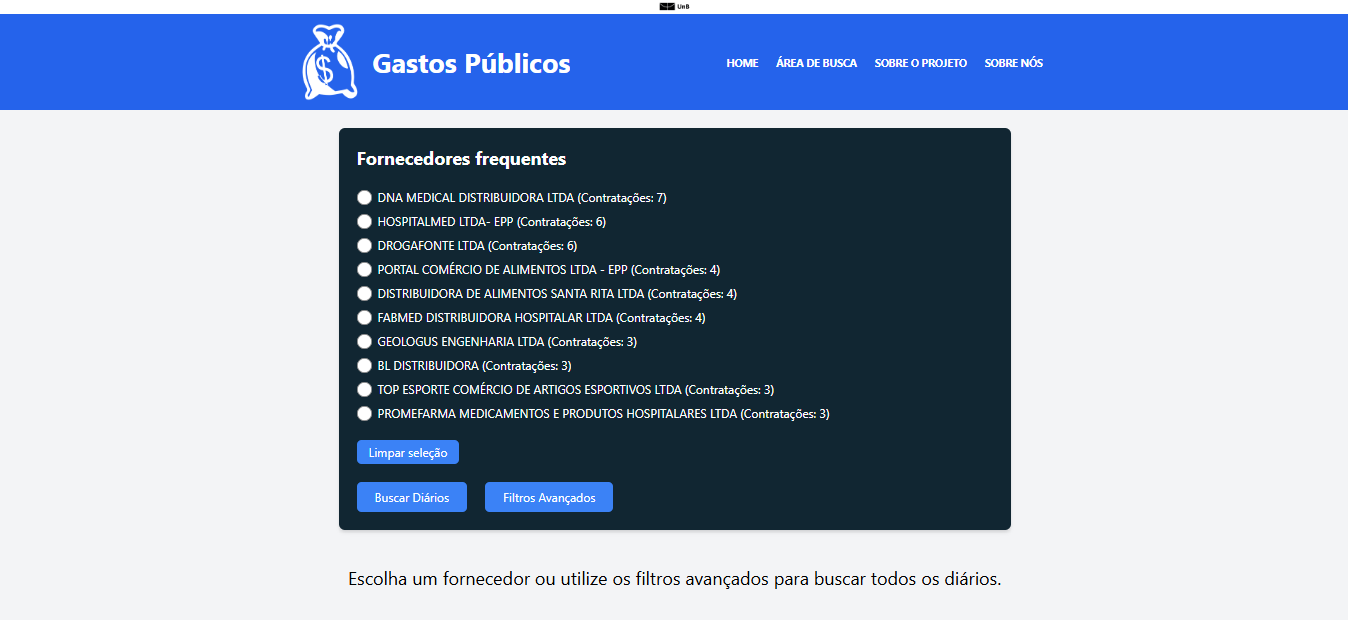 UnB
$
Gastos Públicos
HOME ÁREA DE BUSCA SOBRE O PROJETO SOBRE NÓS
Fornecedores frequentes
DNA MEDICAL DISTRIBUIDORA LTDA (Contratações: 7)
HOSPITALMED LTDA- EPP (Contratações: 6)
DROGAFONTE LTDA (Contratações: 6)
PORTAL COMÉRCIO DE ALIMENTOS LTDA - EPP (Contratações: 4)
DISTRIBUIDORA DE ALIMENTOS SANTA RITA LTDA (Contratações: 4)
FABMED DISTRIBUIDORA HOSPITALAR LTDA (Contratações: 4)
GEOLOGUS ENGENHARIA LTDA (Contratações: 3)
BL DISTRIBUIDORA (Contratações: 3)
TOP ESPORTE COMÉRCIO DE ARTIGOS ESPORTIVOS LTDA (Contratações: 3)
PROMEFARMA MEDICAMENTOS E PRODUTOS HOSPITALARES LTDA (Contratações: 3)
Limpar seleção
Buscar Diários Filtros Avançados
Escolha um fornecedor ou utilize os filtros avançados para buscar todos os diários.